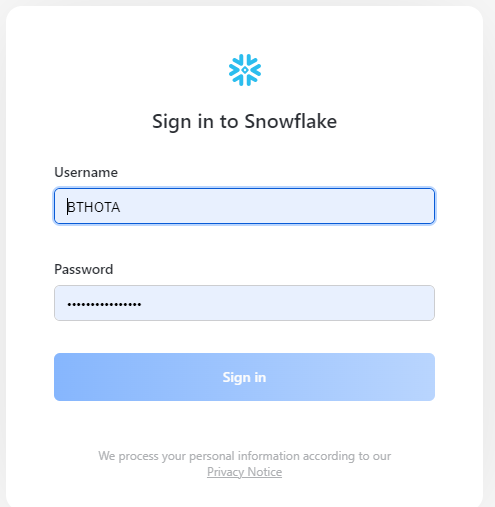 Sign in to Snowflake
Username
BTHOTA
Password
••••••••••••••••
Sign in
We process your personal information according to our
Privacy Notice